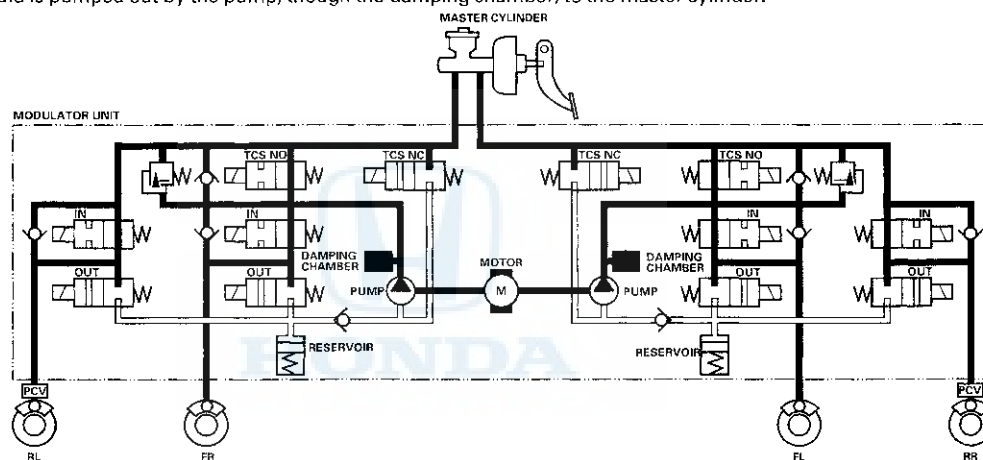 is pumped out by the pump, though the damping chamber, to the master cylinder.
MASTER CYLINDER
MODULATOR UNIT
TCS NO
TCS NC
TCS NC
TCS NO
IN
IN
IN
IN
DAMPING CHAMBER
MOTOR
DAMPING CHAMBER
OUT
OUT
PUMP
M
PUMP
OUT
OUT
RESERVOIR
RESERVOIR
HONDA
PCV
PCV
RL
FR
FL
RR